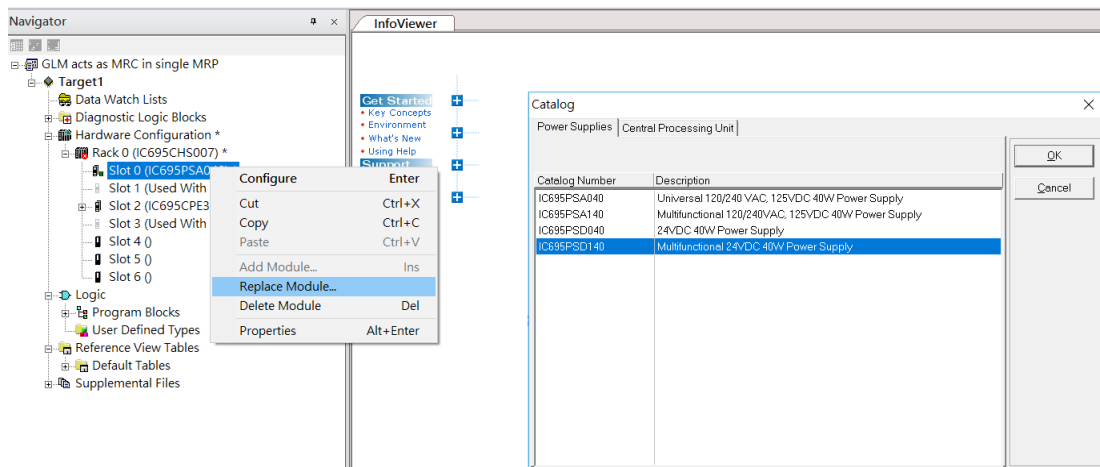 Navigator
GLM acts as MRC in single MRP
Target1
Data Watch Lists
Diagnostic Logic Blocks
Hardware Configuration *
Rack 0 (IC695CHS007) *
Slot 0 (IC695PSA0
Slot 1 (Used With
Slot 2 (IC695CPE3
Slot 3 (Used With
Slot 4 ()
Slot 5 ()
Slot 6 ()
Logic
Program Blocks
User Defined Types
Reference View Tables
Default Tables
Supplemental Files
Configure Enter
Cut Ctrl+X
Copy Ctrl+C
Paste Ctrl+V
Add Module... Ins
Replace Module...
Delete Module Del
Properties Alt+Enter
InfoViewer
Get Started
• Key Concepts
• Environment
• What's New
• Using Help
Support
Catalog
Power Supplies Central Processing Unit
Catalog Number Description
IC695PSA040 Universal 120/240 VAC, 125VDC 40W Power Supply
IC695PSA140 Multifunctional 120/240VAC, 125VDC 40W Power Supply
IC695PSD040 24VDC 40W Power Supply
IC695PSD140 Multifunctional 24VDC 40W Power Supply
OK
Cancel